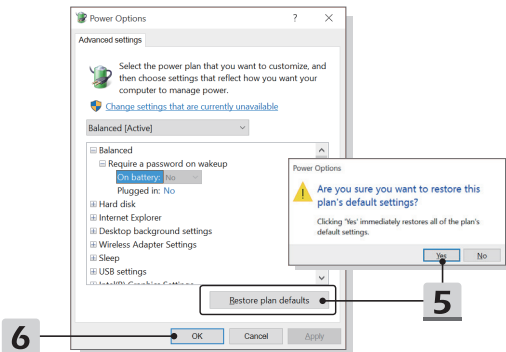 Power Options
Advanced settings
Select the power plan that you want to customize, and
then choose settings that reflect how you want your
computer to manage power.
Change settings that are currently unavailable
Balanced [Active]
Balanced
Require a password on wakeup
On battery: No
Plugged in: No
Hard disk
Internet Explorer
Desktop background settings
Wireless Adapter Settings
Sleep
USB settings
Intel(R) Graphics Settings
Restore plan defaults
OK
Cancel
Apply
Power Options
Are you sure you want to restore this
plan's default settings?
Clicking 'Yes' immediately restores all of the plan's
default settings.
Yes
No
5
6